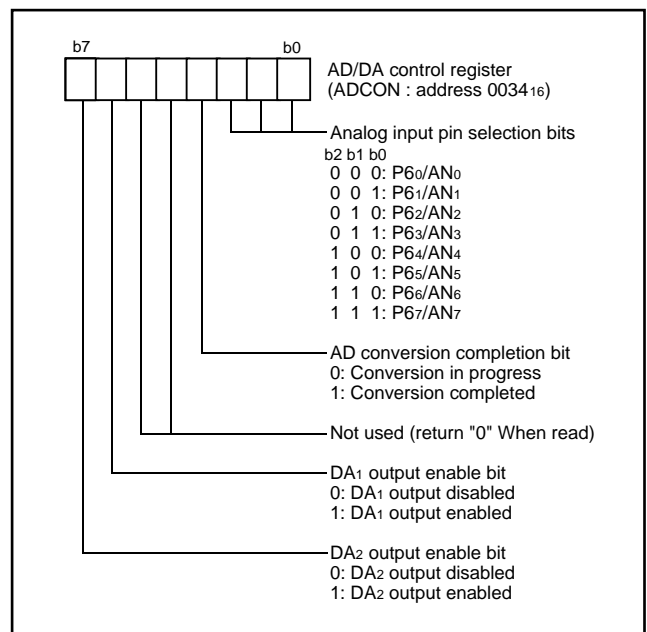 b7 b0
AD/DA control register
(ADCON : address 003416)
Analog input pin selection bits
b2 b1 b0
0 0 0: P60/AN0
0 0 1: P61/AN1
0 1 0: P62/AN2
0 1 1: P63/AN3
1 0 0: P64/AN4
1 0 1: P65/AN5
1 1 0: P66/AN6
1 1 1: P67/AN7
AD conversion completion bit
0: Conversion in progress
1: Conversion completed
Not used (return "0" When read)
DA1 output enable bit
0: DA1 output disabled
1: DA1 output enabled
DA2 output enable bit
0: DA2 output disabled
1: DA2 output enabled